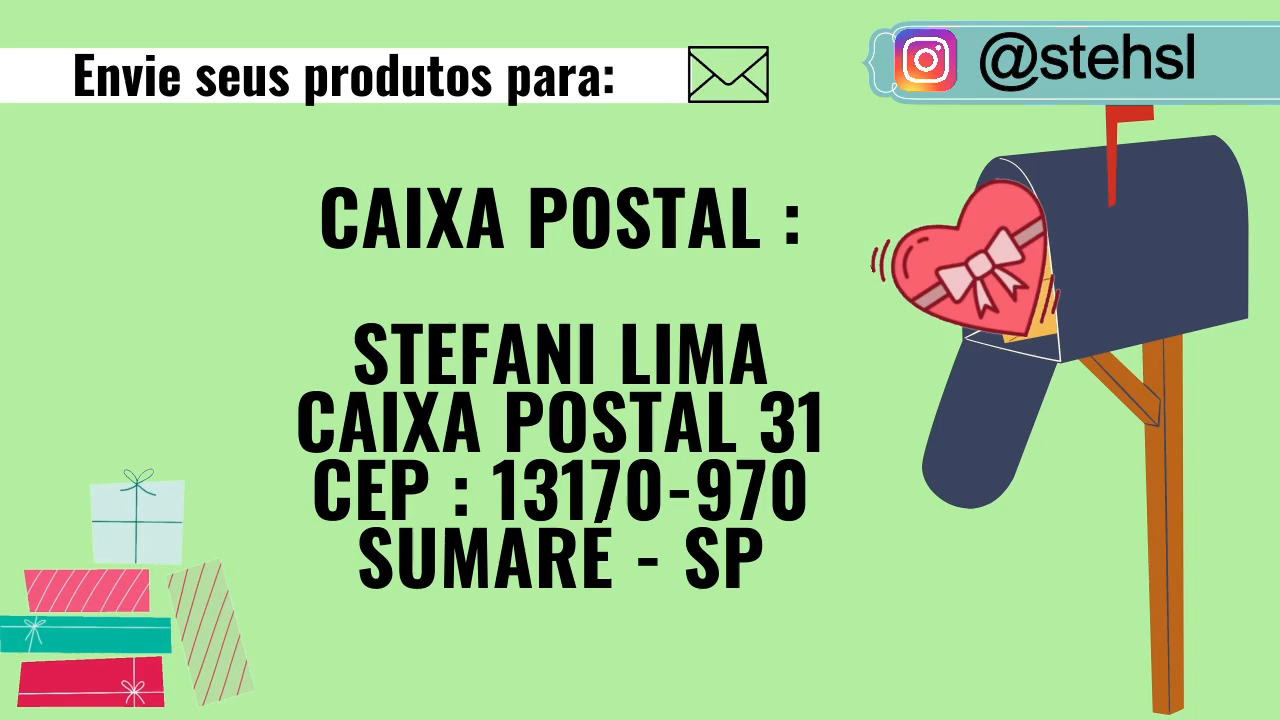 Envie seus produtos para:
@stehsl
CAIXA POSTAL :
STEFANI LIMA
CAIXA POSTAL 31
CEP : 13170-970
SUMARÉ - SP